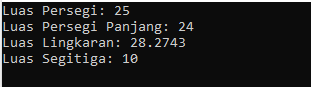 Luas Persegi: 25
Luas Persegi Panjang: 24
Luas Lingkaran: 28.2743
Luas Segitiga: 10